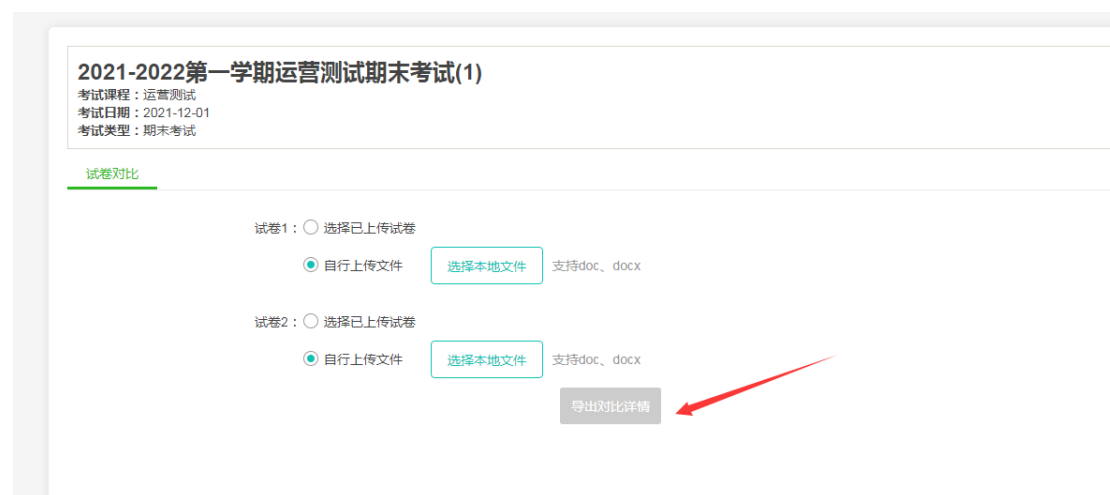 2021-2022第一学期运营测试期末考试(1)
考试课程：运营测试
考试日期：2021-12-01
考试类型：期末考试
试卷对比
试卷1： 选择已上传试卷
自行上传文件 选择本地文件 支持doc、docx
试卷2： 选择已上传试卷
自行上传文件 选择本地文件 支持doc、docx
导出对比详情